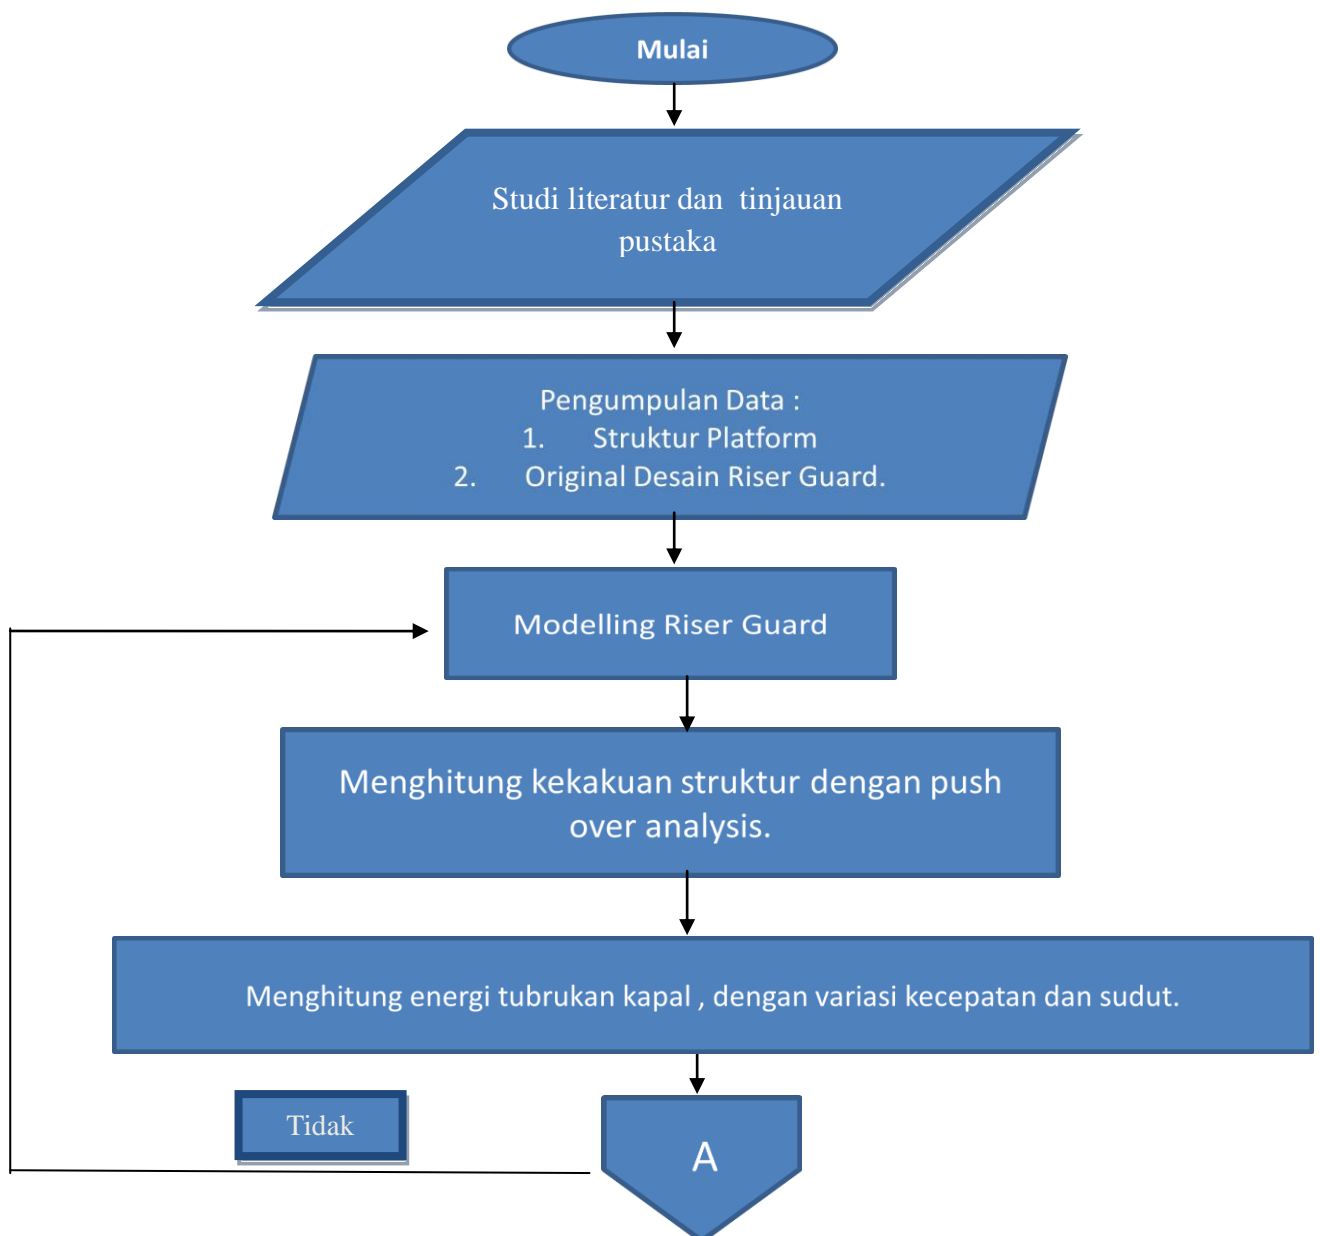 Mulai
Studi literatur dan tinjauan
pustaka
Pengumpulan Data :
1. Struktur Platform
2. Original Desain Riser Guard.
Modelling Riser Guard
Menghitung kekakuan struktur dengan push
over analysis.
Menghitung energi tubrukan kapal , dengan variasi kecepatan dan sudut.
Tidak
A